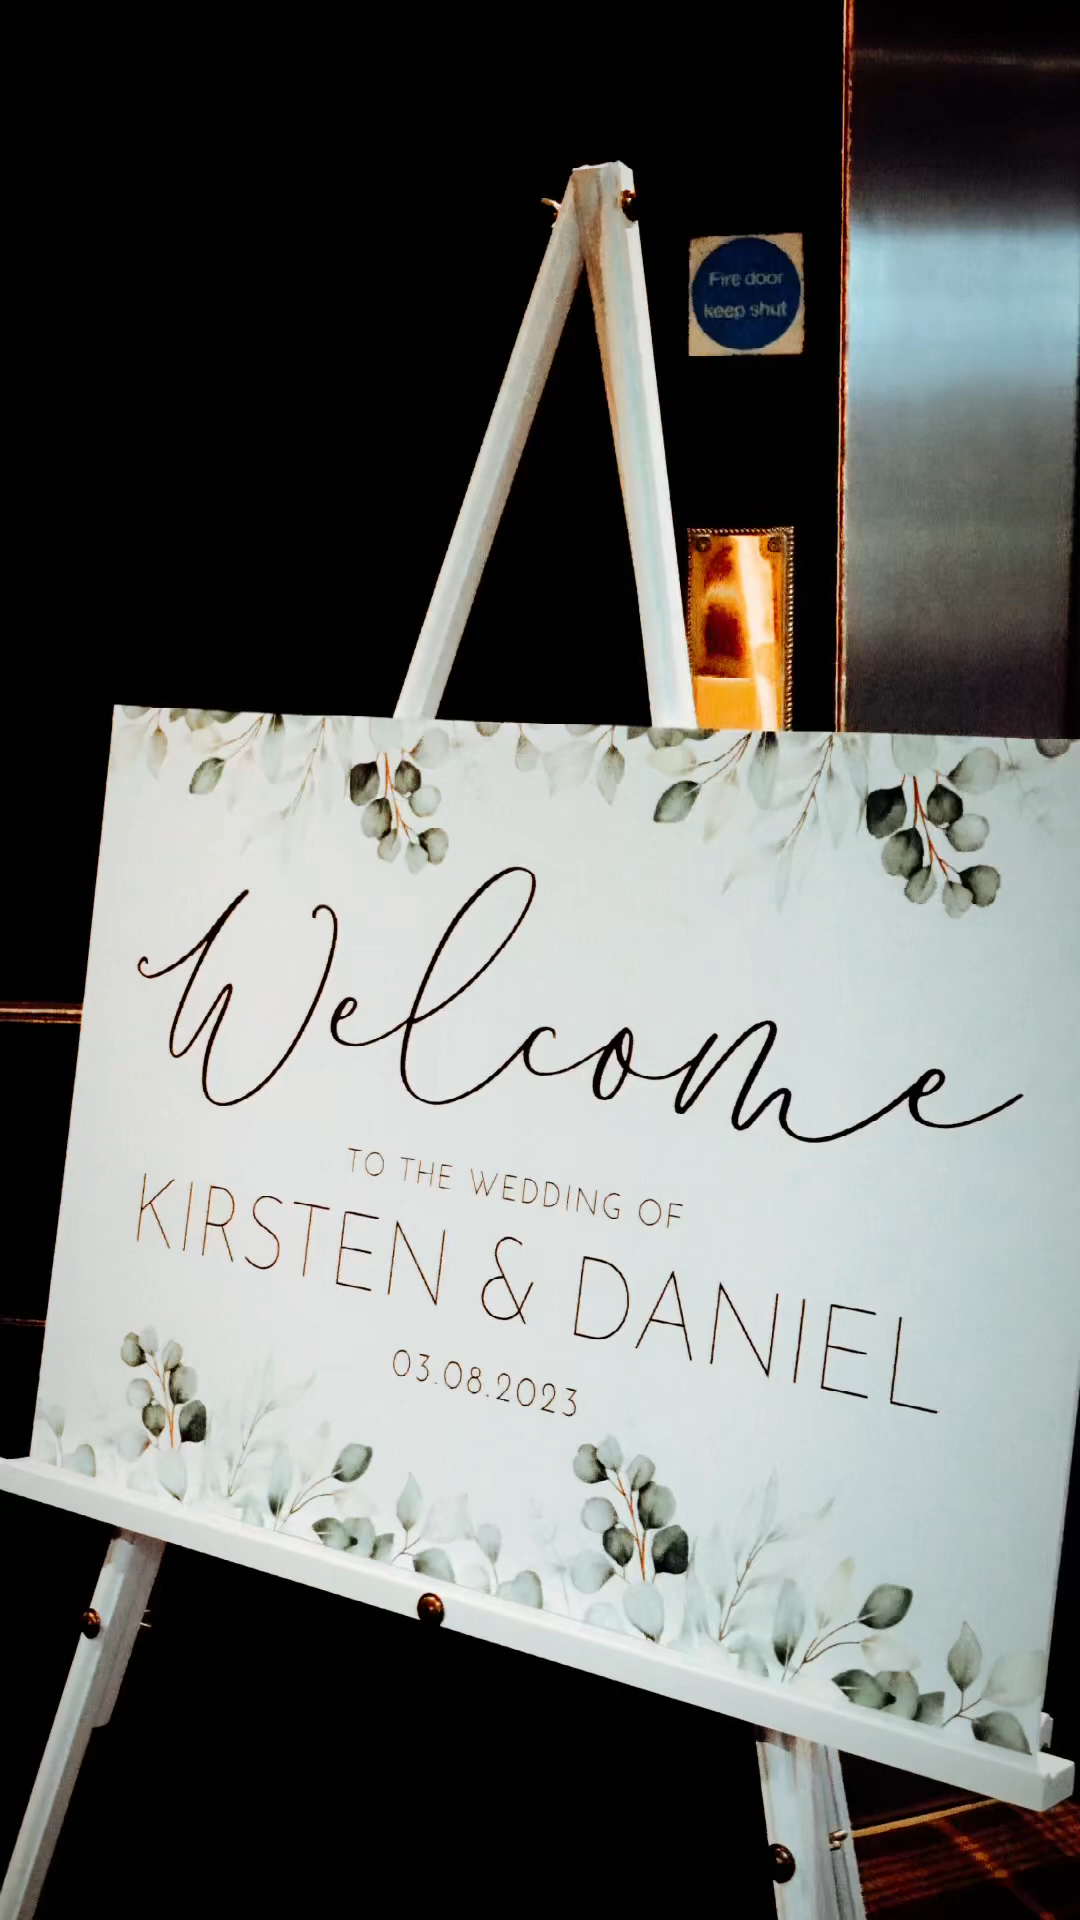 Fire door
keep shut
Welcome
TO THE WEDDING OF
KIRSTEN & DANIEL
03.08.2023